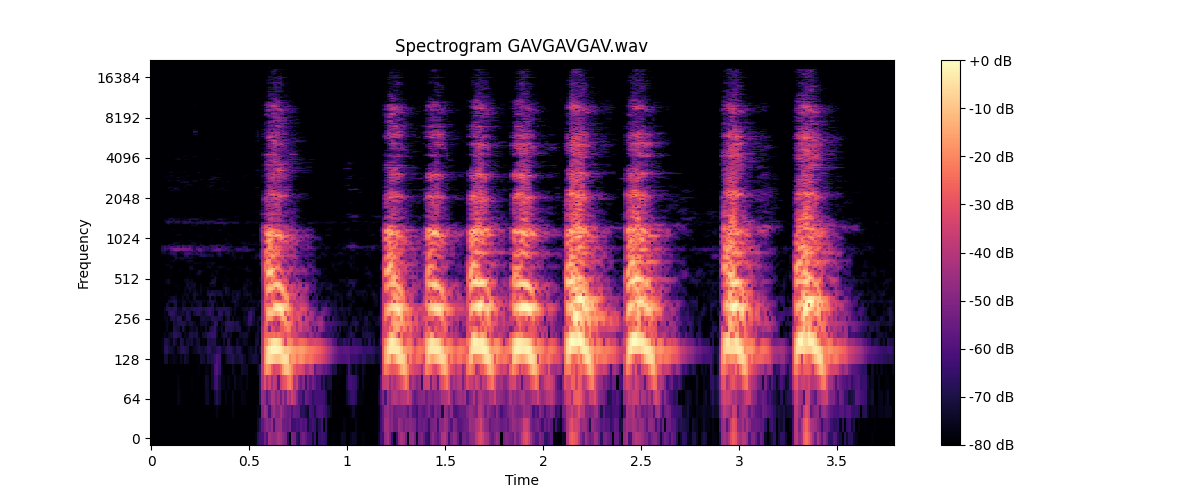 Spectrogram GAVGAVGAV.wav
Frequency
16384
8192
4096
2048
1024
512
256
128
64
0
0 0.5 1 1.5 2 2.5 3 3.5
Time
+0 dB
-10 dB
-20 dB
-30 dB
-40 dB
-50 dB
-60 dB
-70 dB
-80 dB